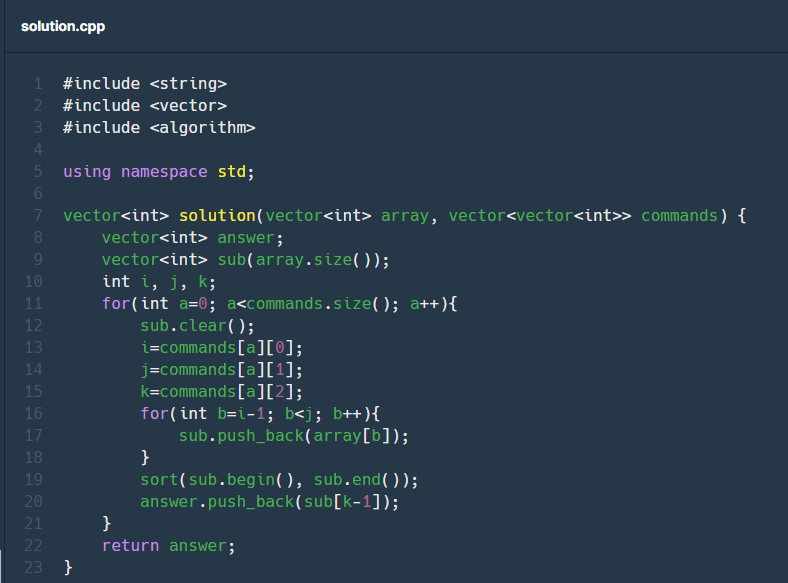 solution.cpp
1 #include <string>
2 #include <vector>
3 #include <algorithm>
4
5 using namespace std;
6
7 vector<int> solution(vector<int> array, vector<vector<int>> commands) {
8     vector<int> answer;
9     vector<int> sub(array.size());
10     int i, j, k;
11     for(int a=0; a<commands.size(); a++){
12         sub.clear();
13         i=commands[a][0];
14         j=commands[a][1];
15         k=commands[a][2];
16         for(int b=i-1; b<j; b++){
17             sub.push_back(array[b]);
18         }
19         sort(sub.begin(), sub.end());
20         answer.push_back(sub[k-1]);
21     }
22     return answer;
23 }